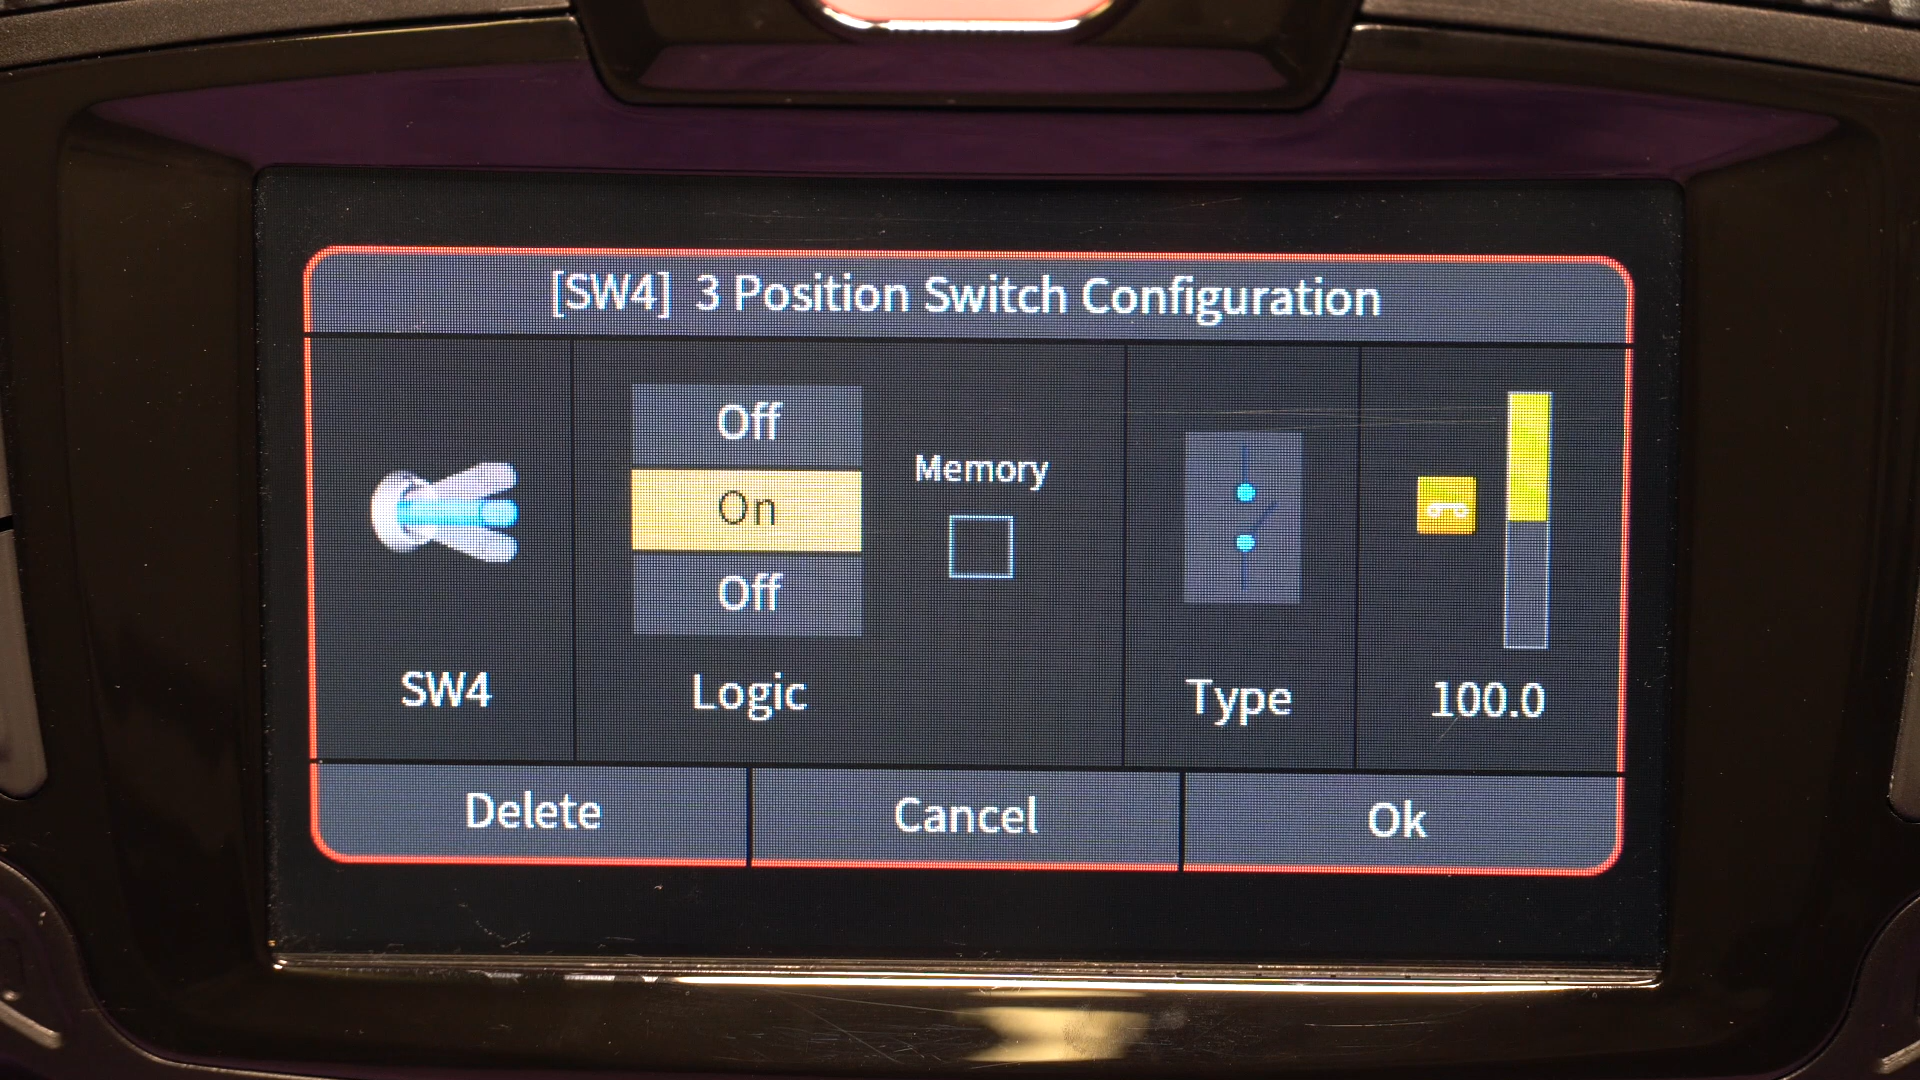 [SW4] 3 Position Switch Configuration
Off
On
Off
Memory
SW4
Logic
Type
100.0
Delete
Cancel
Ok